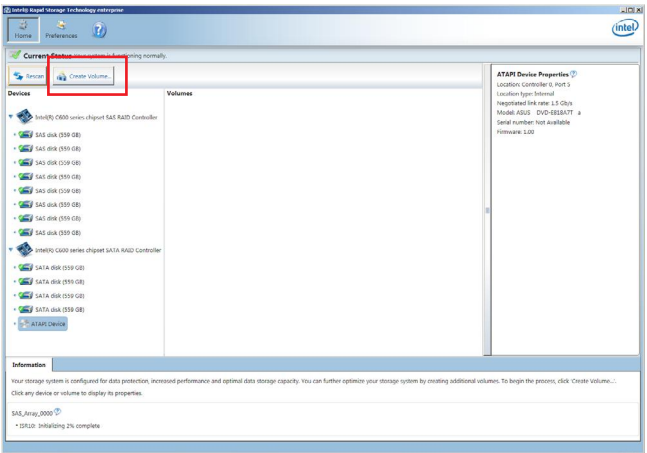 Intel® Rapid Storage Technology enterprise
Home
Preferences
intel
Current Status Your system is functioning normally.
Rescan
Create Volume...
Devices
Volumes
Intel(R) C600 series chipset SAS RAID Controller
SAS disk (559 GB)
SAS disk (559 GB)
SAS disk (559 GB)
SAS disk (559 GB)
SAS disk (559 GB)
SAS disk (559 GB)
SAS disk (559 GB)
SAS disk (559 GB)
Intel(R) C600 series chipset SATA RAID Controller
SATA disk (559 GB)
SATA disk (559 GB)
SATA disk (559 GB)
SATA disk (559 GB)
ATAPI Device
ATAPI Device Properties ?
Location: Controller 0, Port 5
Location type: Internal
Negotiated link rate: 1.5 Gb/s
Model: ASUS DVD-E818A7T a
Serial number: Not Available
Firmware: 1.00
Information
Your storage system is configured for data protection, increased performance and optimal data storage capacity. You can further optimize your storage system by creating additional volumes. To begin the process, click 'Create Volume...'.
Click any device or volume to display its properties.
SAS_Array_0000 ?
• ISR10: Initializing 2% complete